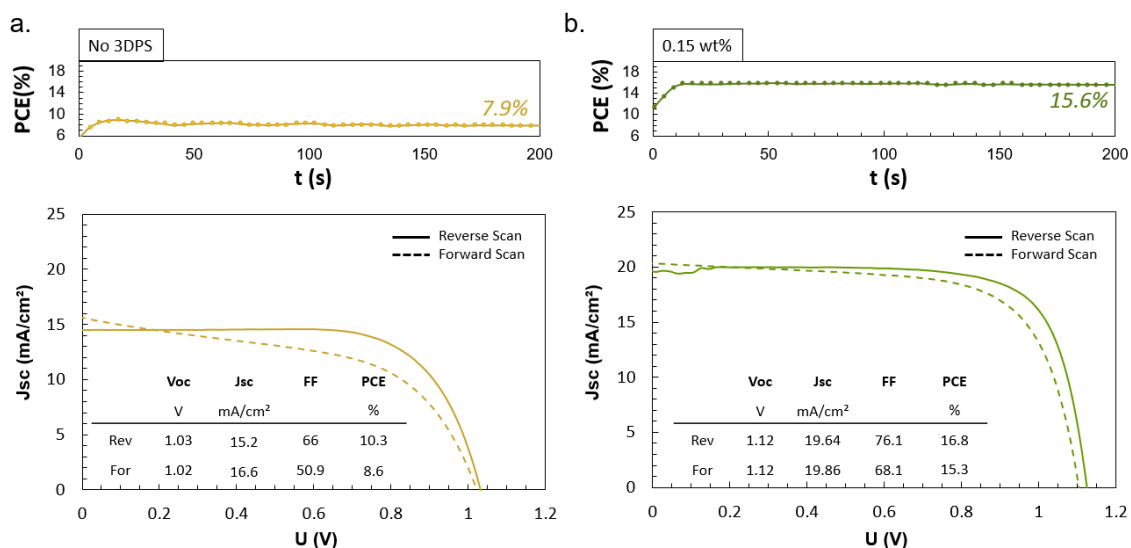 a.
No 3DPS
PCE(%)
18
14
10
6
7.9%
0 50 100 150 200
t (s)
Jsc (mA/cm²)
25
20
15
10
5
0
Reverse Scan
Forward Scan
Voc Jsc FF PCE
V mA/cm² %
Rev 1.03 15.2 66 10.3
For 1.02 16.6 50.9 8.6
0 0.2 0.4 0.6 0.8 1 1.2
U (V)
b.
0.15 wt%
PCE (%)
18
14
10
6
15.6%
0 50 100 150 200
t (s)
Jsc (mA/cm²)
25
20
15
10
5
0
Reverse Scan
Forward Scan
Voc Jsc FF PCE
V mA/cm² %
Rev 1.12 19.64 76.1 16.8
For 1.12 19.86 68.1 15.3
0 0.2 0.4 0.6 0.8 1 1.2
U (V)